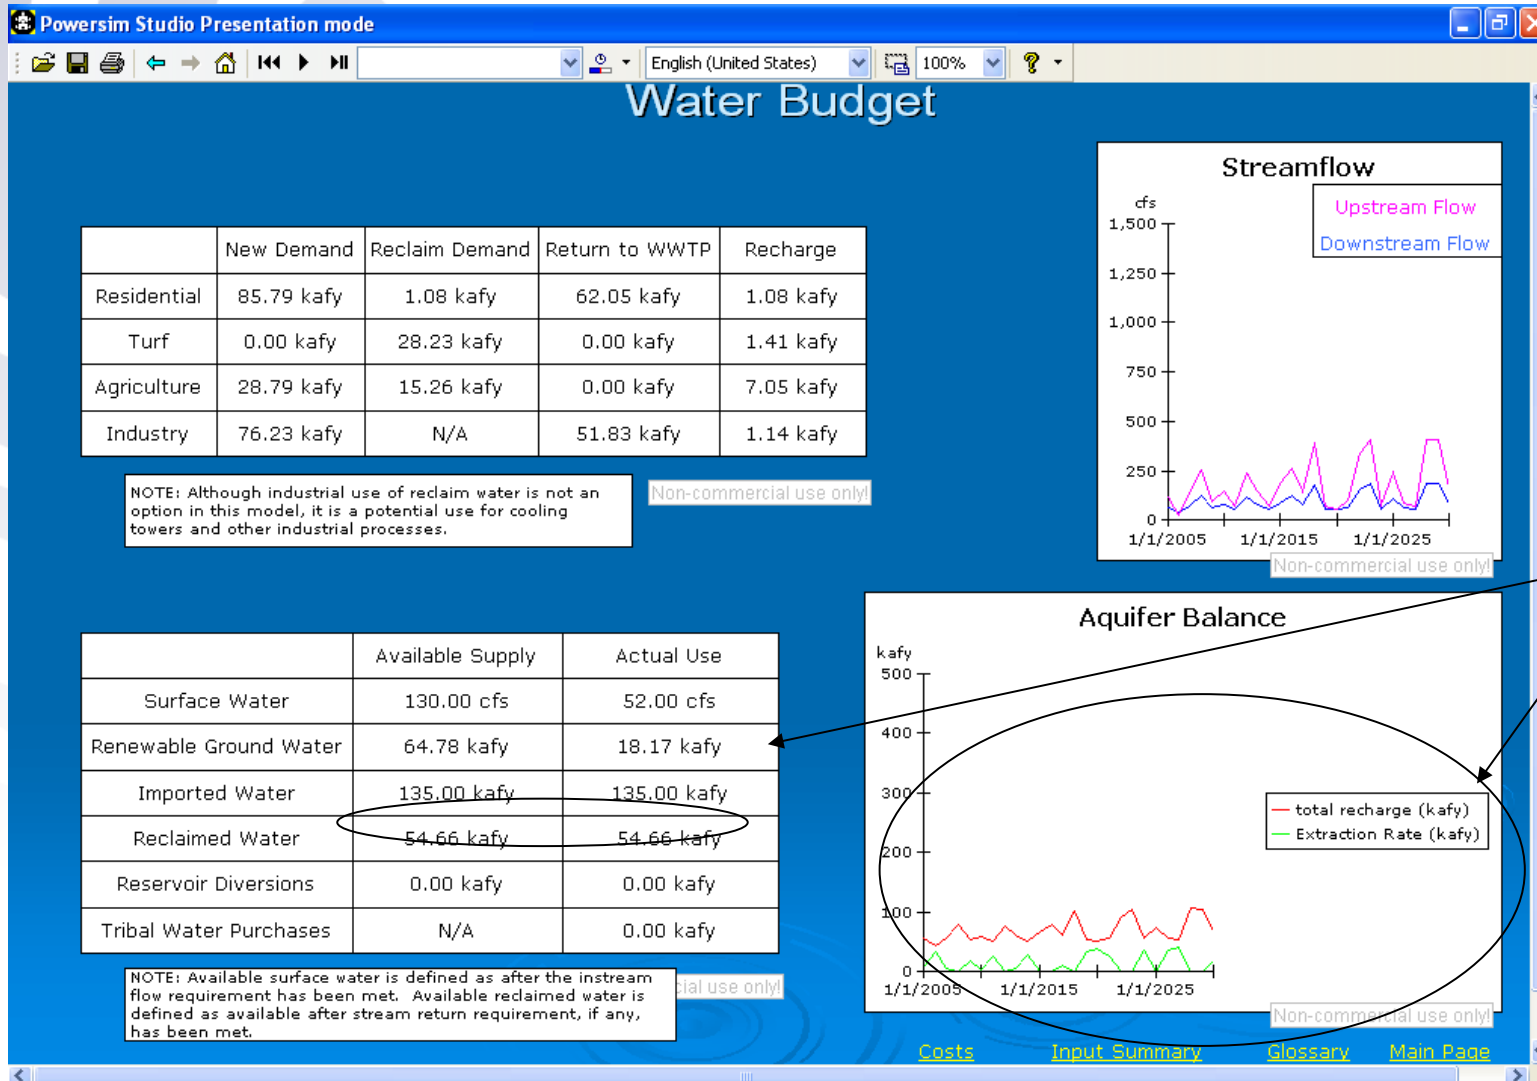 Powersim Studio Presentation mode
English (United States) 100%
Water Budget
New Demand Reclaim Demand Return to WWTP Recharge
Residential 85.79 kafy 1.08 kafy 62.05 kafy 1.08 kafy
Turf 0.00 kafy 28.23 kafy 0.00 kafy 1.41 kafy
Agriculture 28.79 kafy 15.26 kafy 0.00 kafy 7.05 kafy
Industry 76.23 kafy N/A 51.83 kafy 1.14 kafy
NOTE: Although industrial use of reclaim water is not an
option in this model, it is a potential use for cooling
towers and other industrial processes.
Non-commercial use only!
Streamflow
cfs
Upstream Flow
Downstream Flow
1,500
1,250
1,000
750
500
250
0
1/1/2005 1/1/2015 1/1/2025
Non-commercial use only!
Available Supply Actual Use
Surface Water 130.00 cfs 52.00 cfs
Renewable Ground Water 64.78 kafy 18.17 kafy
Imported Water 135.00 kafy 135.00 kafy
Reclaimed Water 54.66 kafy 54.66 kafy
Reservoir Diversions 0.00 kafy 0.00 kafy
Tribal Water Purchases N/A 0.00 kafy
NOTE: Available surface water is defined as after the instream
flow requirement has been met. Available reclaimed water is
defined as available after stream return requirement, if any,
has been met.
cial use only!
Aquifer Balance
kafy
500
400
300
200
100
0
total recharge (kafy)
Extraction Rate (kafy)
1/1/2005 1/1/2015 1/1/2025
Non-commercial use only!
Costs Input Summary Glossary Main Page